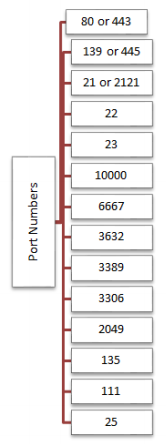 Port Numbers
80 or 443
139 or 445
21 or 2121
22
23
10000
6667
3632
3389
3306
2049
135
111
25